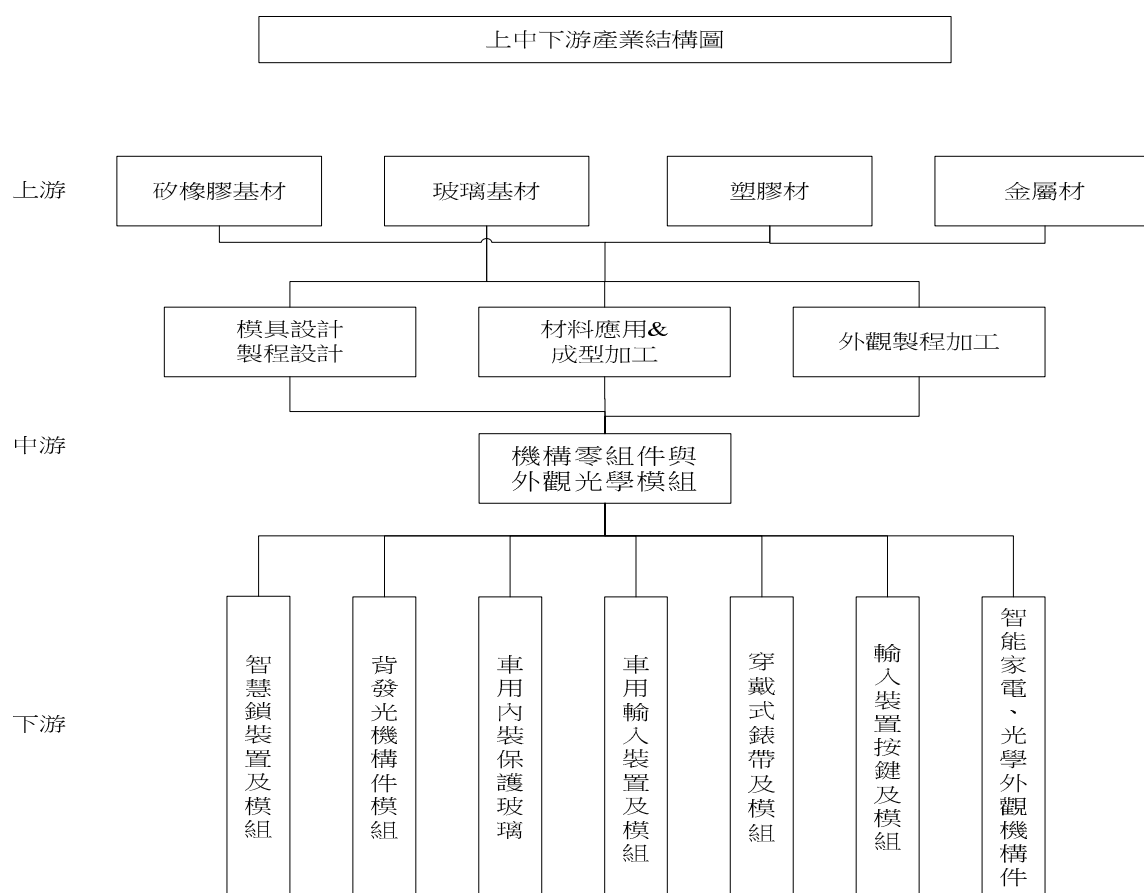 上中下游產業結構圖
上游
矽橡膠基材
玻璃基材
塑膠材
金屬材
模具設計
製程設計
材料應用&
成型加工
外觀製程加工
中游
機構零組件與
外觀光學模組
下游
智慧鎖裝置及模組
背發光機構件模組
車用內裝保護玻璃
車用輸入裝置及模組
穿戴式錶帶及模組
輸入裝置按鍵及模組
智能家電、光學外觀機構件